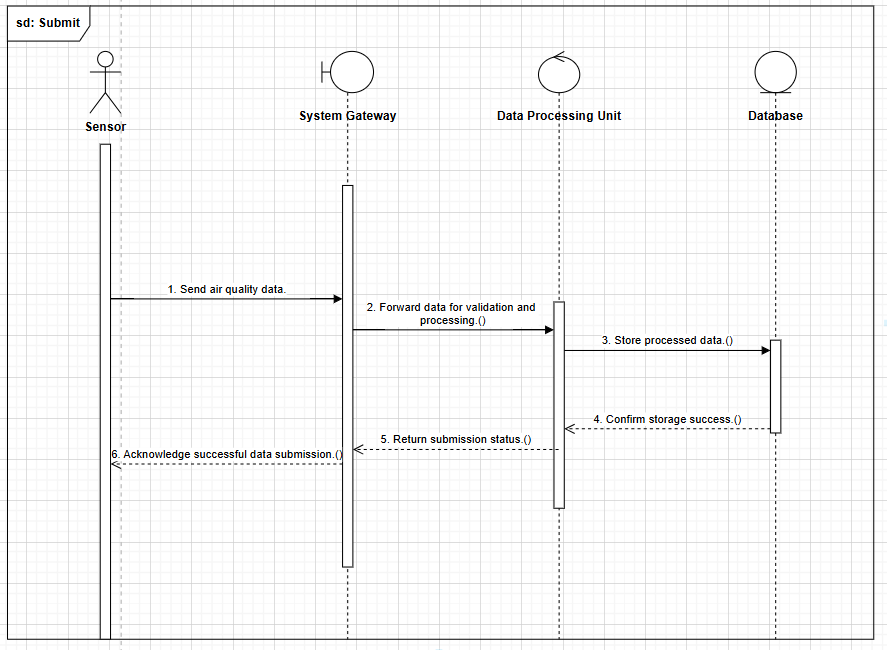 sd: Submit
Sensor
System Gateway
Data Processing Unit
Database
1. Send air quality data.
2. Forward data for validation and
processing.()
3. Store processed data.()
4. Confirm storage success.()
5. Return submission status.()
6. Acknowledge successful data submission.()